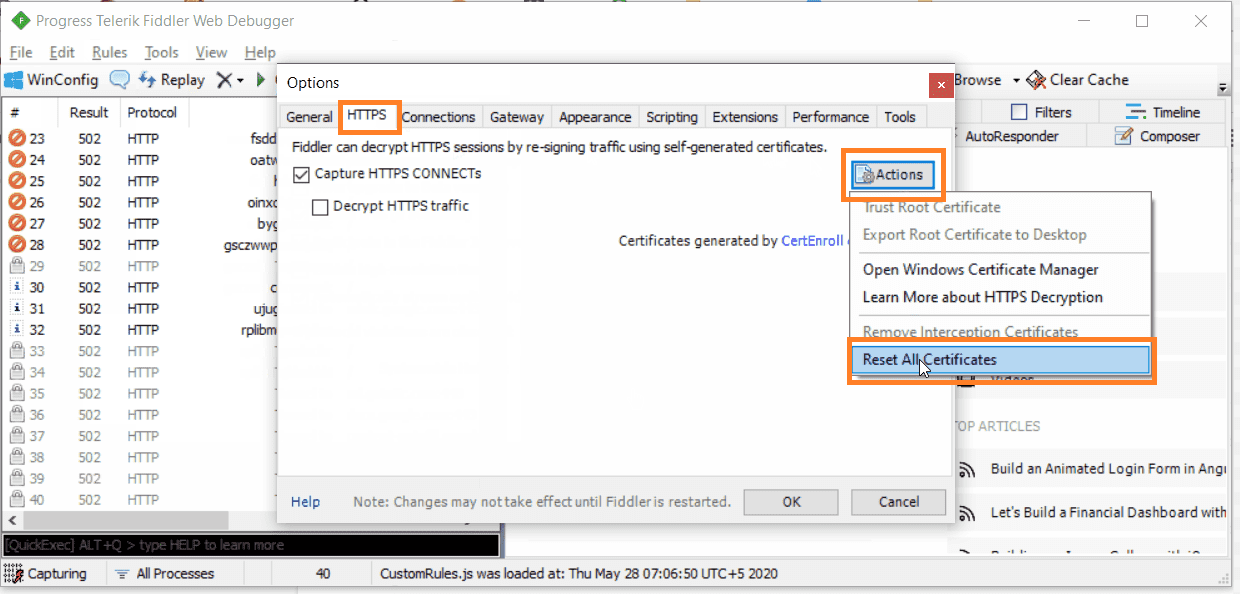 Progress Telerik Fiddler Web Debugger
File Edit Rules Tools View Help
WinConfig Replay
Browse Clear Cache
Options
General HTTPS Connections Gateway Appearance Scripting Extensions Performance Tools
Fiddler can decrypt HTTPS sessions by re-signing traffic using self-generated certificates.
Capture HTTPS CONNECTs
Decrypt HTTPS traffic
Certificates generated by CertEnroll
Actions
Trust Root Certificate
Export Root Certificate to Desktop
Open Windows Certificate Manager
Learn More about HTTPS Decryption
Remove Interception Certificates
Reset All Certificates
Help Note: Changes may not take effect until Fiddler is restarted. OK Cancel
# Result Protocol
23 502 HTTP fsdd
24 502 HTTP oatw
25 502 HTTP
26 502 HTTP oinxc
27 502 HTTP byg
28 502 HTTP gsczwwp
29 502 HTTP
30 502 HTTP c
31 502 HTTP ujug
32 502 HTTP rplibm
33 502 HTTP
34 502 HTTP
35 502 HTTP
36 502 HTTP
37 502 HTTP
38 502 HTTP
39 502 HTTP
40 502 HTTP
Filters Timeline
AutoResponder Composer
Videos
TOP ARTICLES
Build an Animated Login Form in Angu
Let's Build a Financial Dashboard with
[QuickExec] ALT+Q > type HELP to learn more
Capturing All Processes 40 CustomRules.js was loaded at: Thu May 28 07:06:50 UTC+5 2020